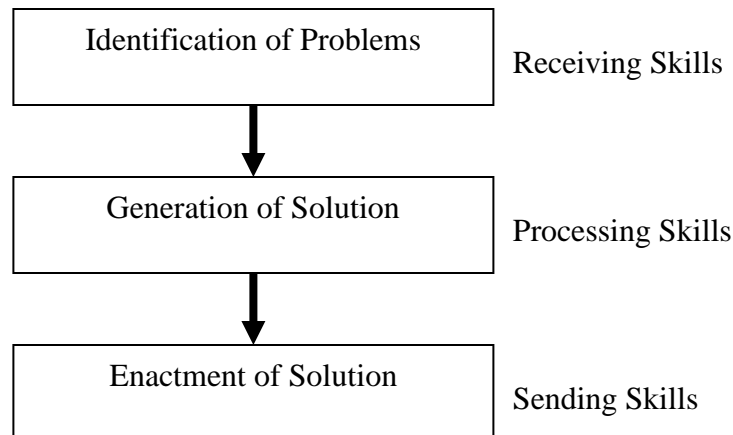 Identification of Problems
Receiving Skills
Generation of Solution
Processing Skills
Enactment of Solution
Sending Skills